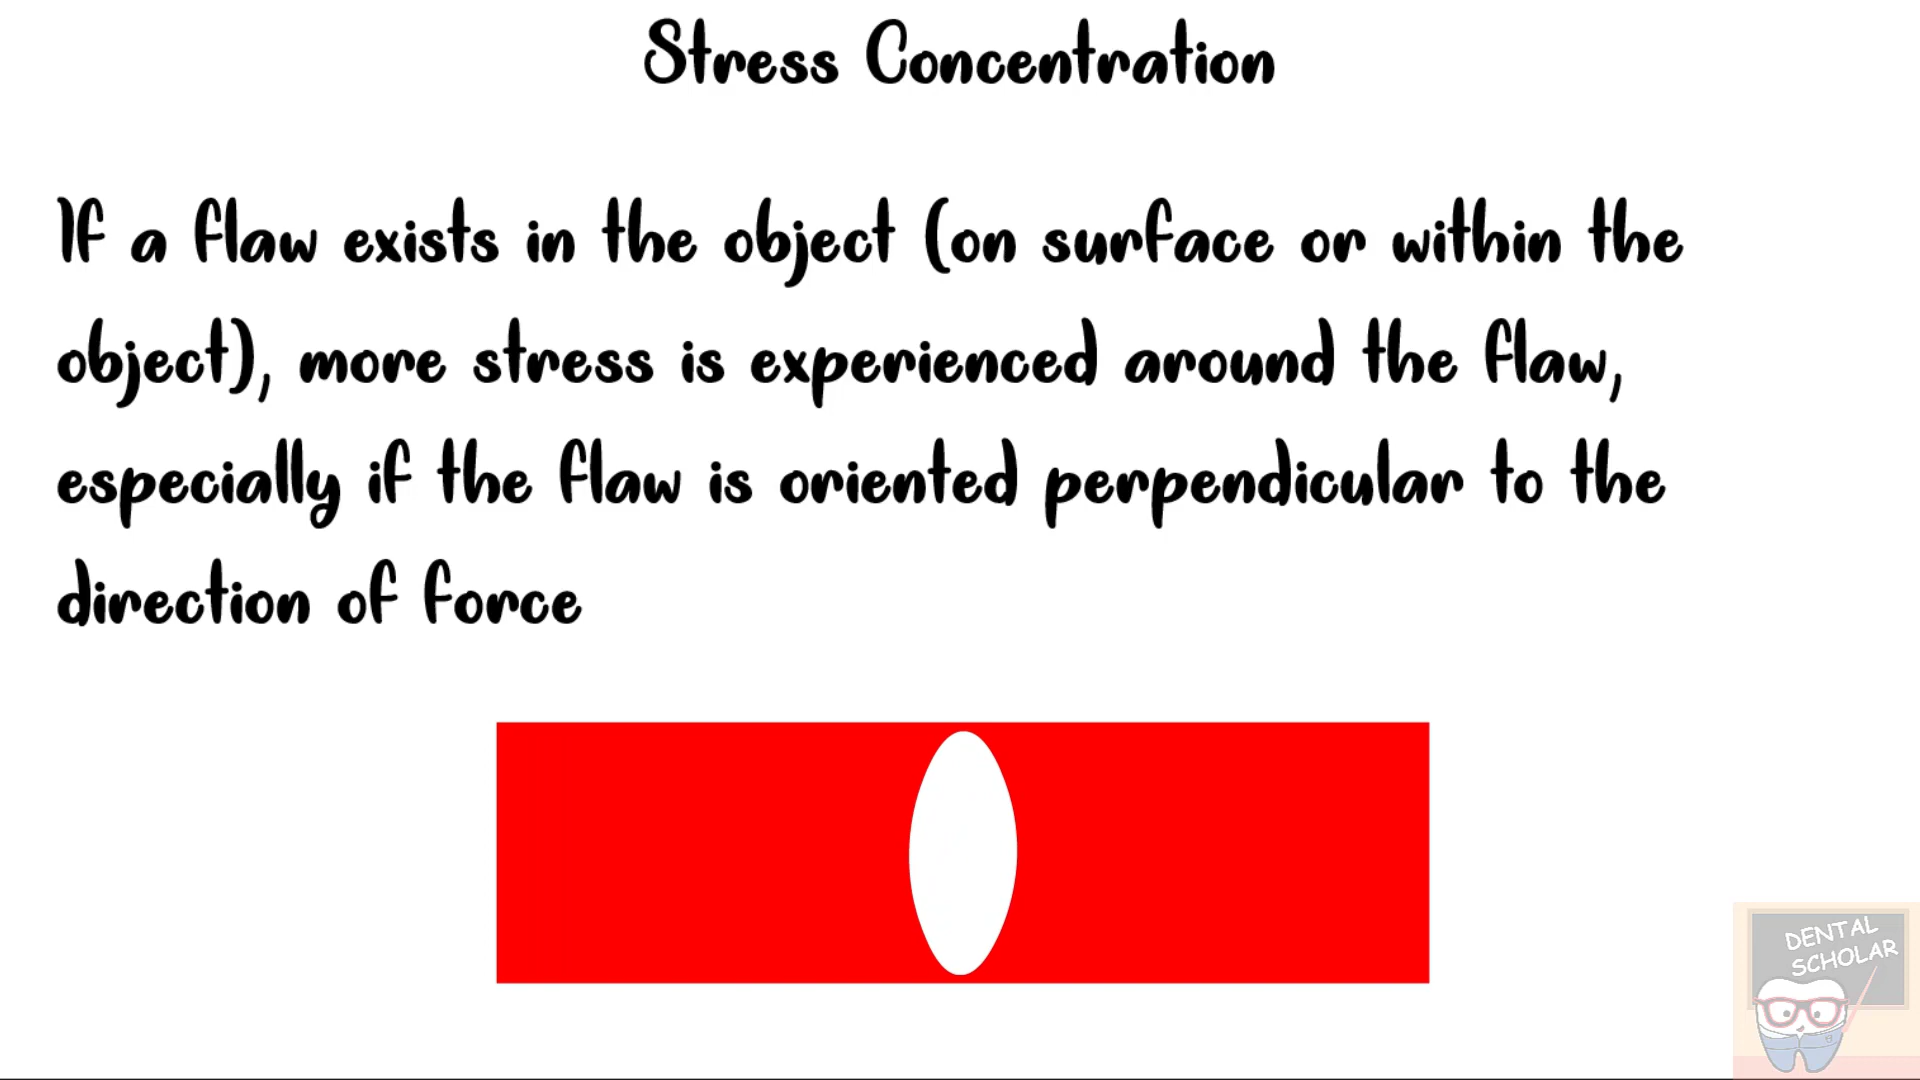 Stress Concentration
If a flaw exists in the object (on surface or within the
object), more stress is experienced around the flaw,
especially if the flaw is oriented perpendicular to the
direction of force
DENTAL
SCHOLAR